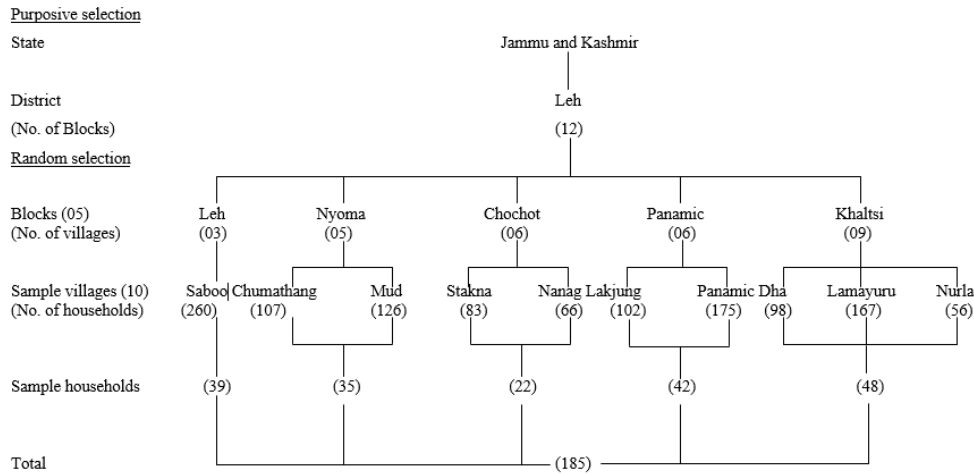 Purposive selection
State Jammu and Kashmir
District Leh
(No. of Blocks) (12)
Random selection
Blocks (05) Leh Nyoma Chochot Panamic Khaltsi
(No. of villages) (03) (05) (06) (06) (09)
Sample villages (10) Saboo Chumathang Mud Stakna Nanag Lakjung Panamic Dha Lamayuru Nurla
(No. of households) (260) (107) (126) (83) (66) (102) (175) (98) (167) (56)
Sample households (39) (35) (22) (42) (48)
Total (185)